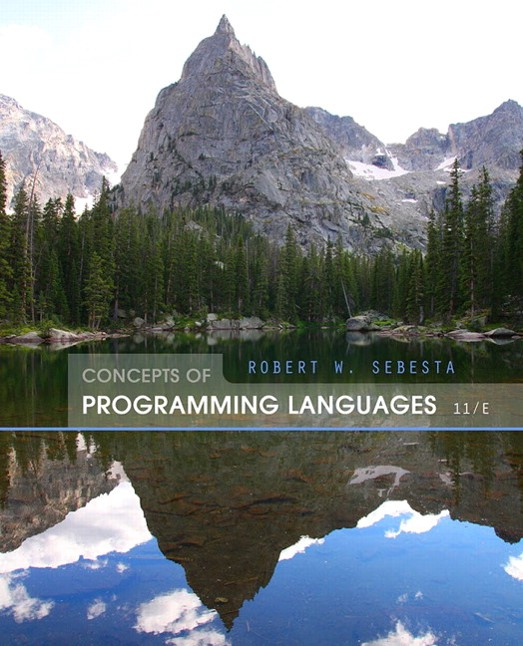 ROBERT W. SEBESTA
CONCEPTS OF
PROGRAMMING LANGUAGES 11/E